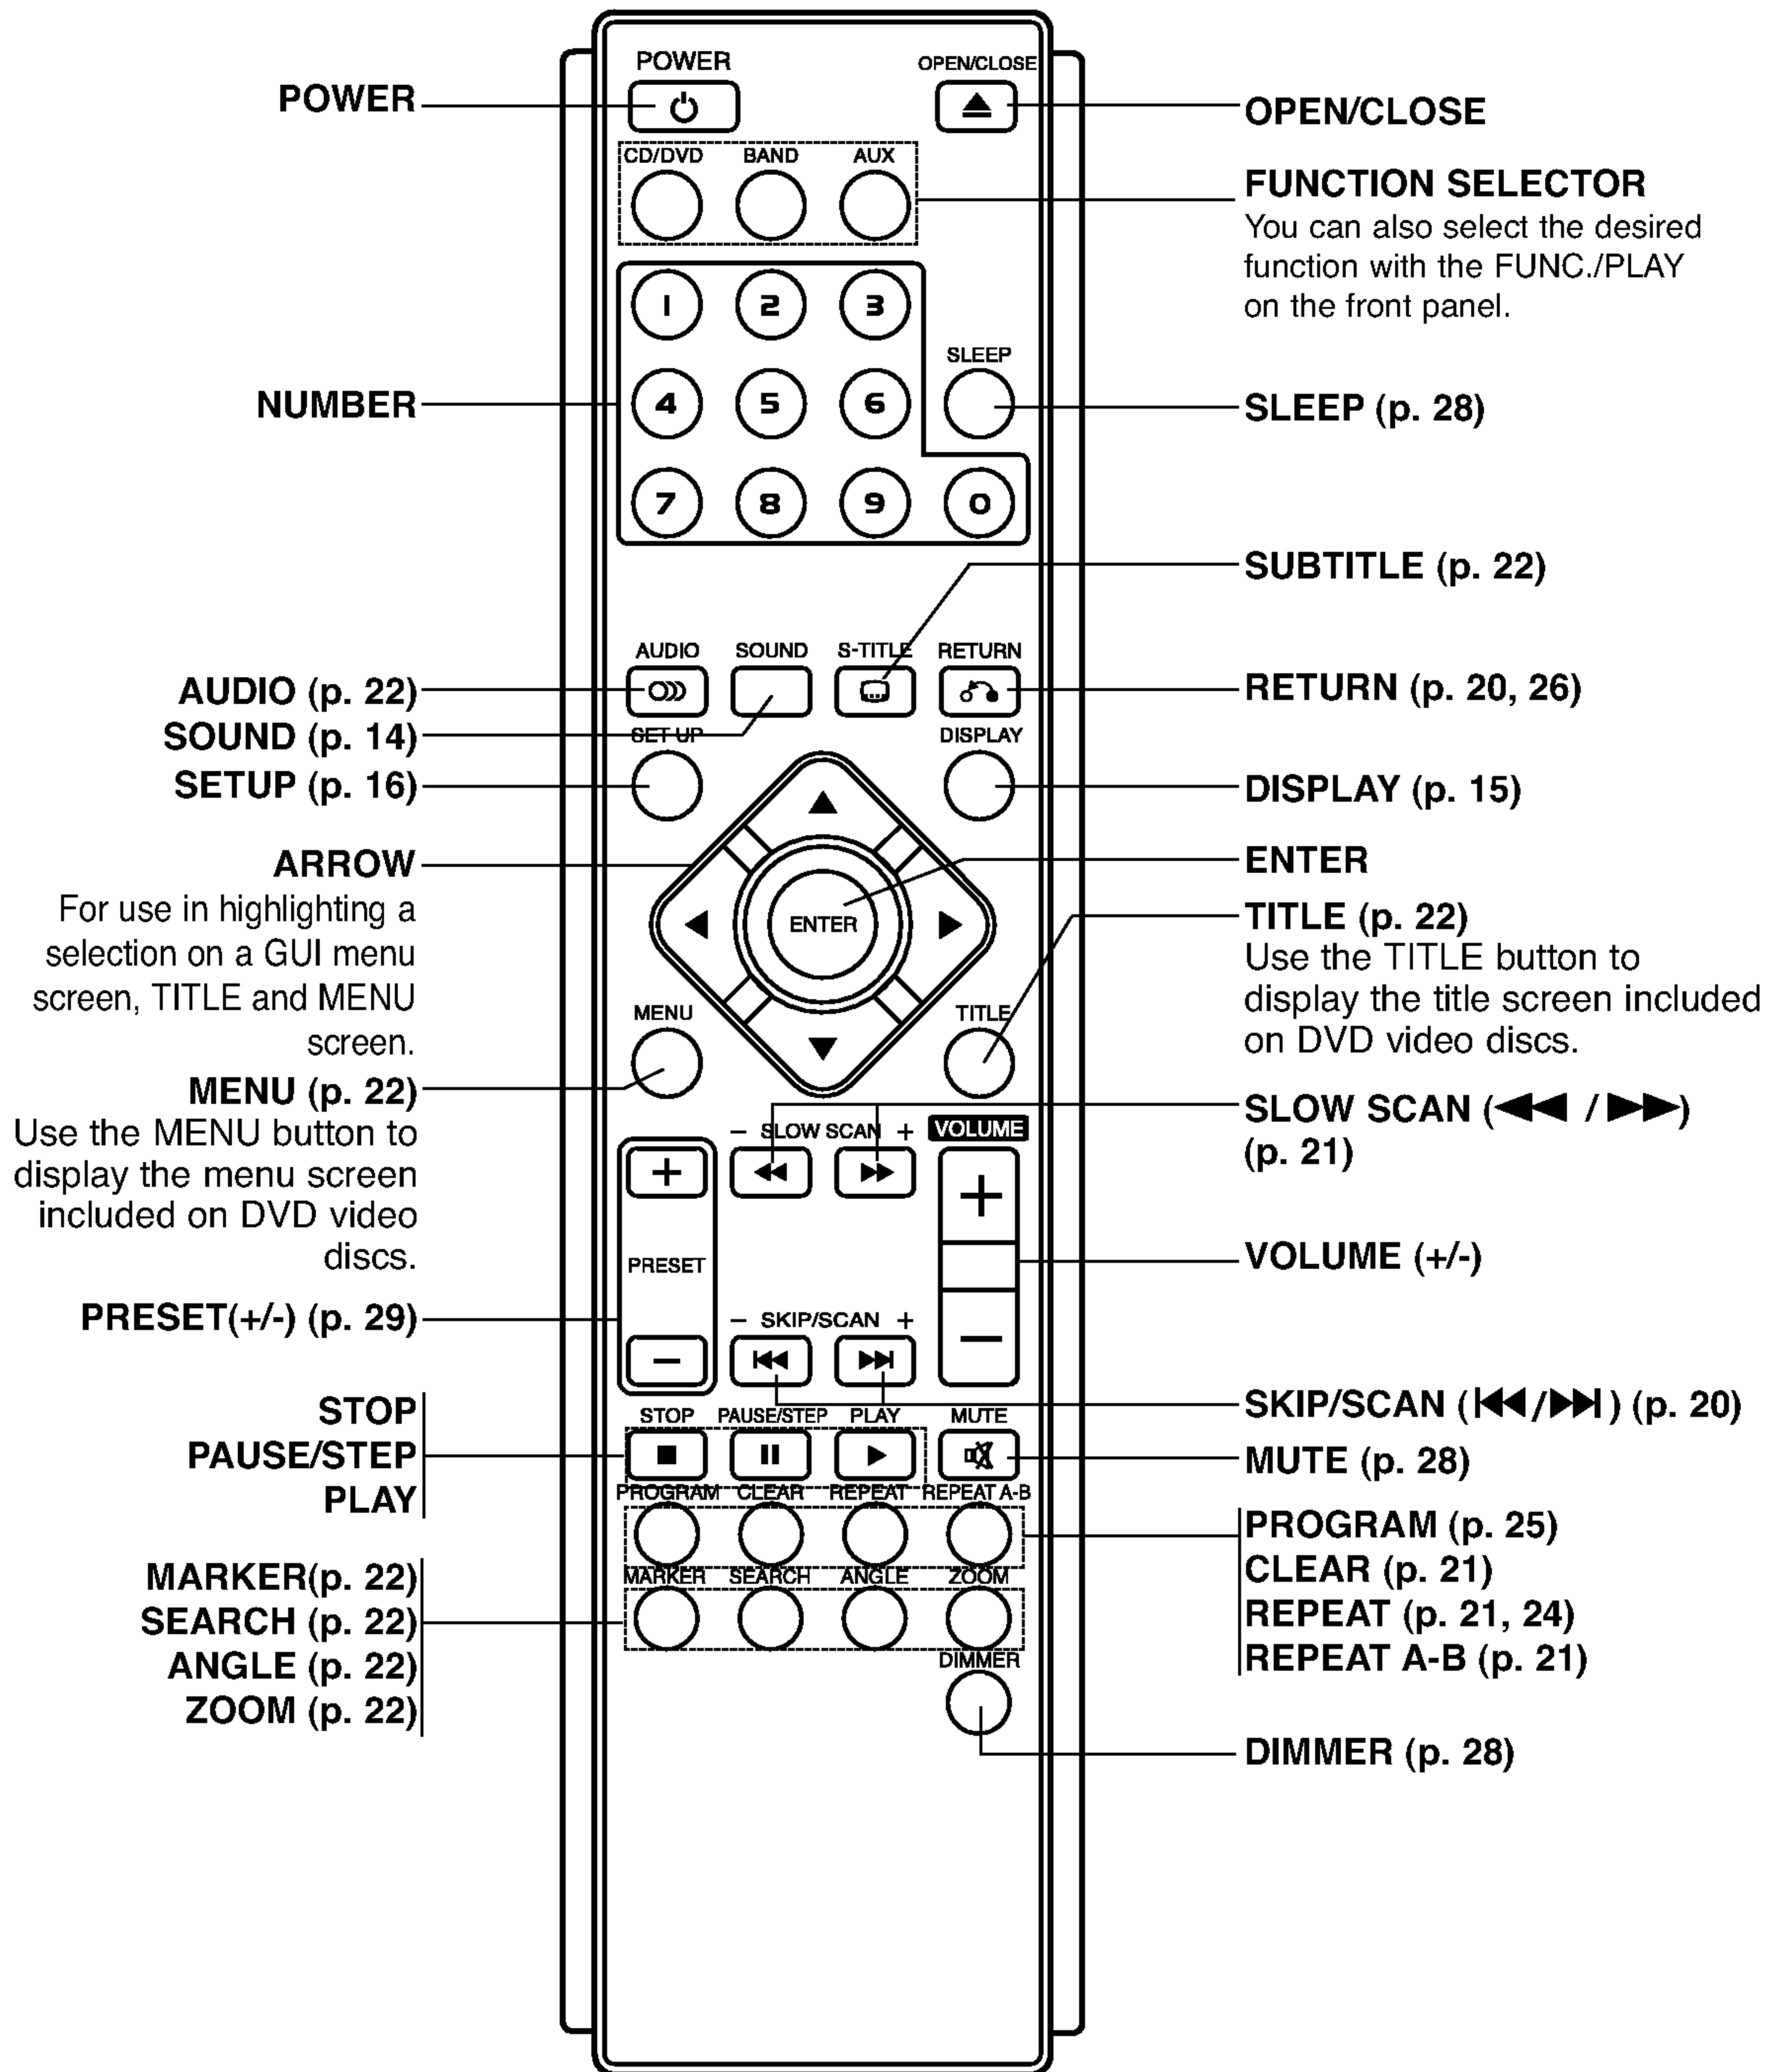 POWER
NUMBER
AUDIO (p. 22)
SOUND (p. 14)
SETUP (p. 16)
ARROW
For use in highlighting a
selection on a GUI menu
screen, TITLE and MENU
screen.
MENU (p. 22)
Use the MENU button to
display the menu screen
included on DVD video
discs.
PRESET(+/-) (p. 29)
STOP
PAUSE/STEP
PLAY
MARKER(p. 22)
SEARCH (p. 22)
ANGLE (p. 22)
ZOOM (p. 22)
POWER OPEN/CLOSE
CD/DVD BAND AUX
1 2 3
SLEEP
4 5 6
7 8 9 0
AUDIO SOUND S-TITLE RETURN
SET UP DISPLAY
ENTER
MENU TITLE
- SLOW SCAN + VOLUME
+ +
PRESET
- SKIP/SCAN +
- -
STOP PAUSE/STEP PLAY MUTE
PROGRAM CLEAR REPEAT REPEAT A-B
MARKER SEARCH ANGLE ZOOM
DIMMER
OPEN/CLOSE
FUNCTION SELECTOR
You can also select the desired
function with the FUNC./PLAY
on the front panel.
SLEEP (p. 28)
SUBTITLE (p. 22)
RETURN (p. 20, 26)
DISPLAY (p. 15)
ENTER
TITLE (p. 22)
Use the TITLE button to
display the title screen included
on DVD video discs.
SLOW SCAN (◀◀ / ▶▶)
(p. 21)
VOLUME (+/-)
SKIP/SCAN (|◀◀/▶▶|) (p. 20)
MUTE (p. 28)
PROGRAM (p. 25)
CLEAR (p. 21)
REPEAT (p. 21, 24)
REPEAT A-B (p. 21)
DIMMER (p. 28)